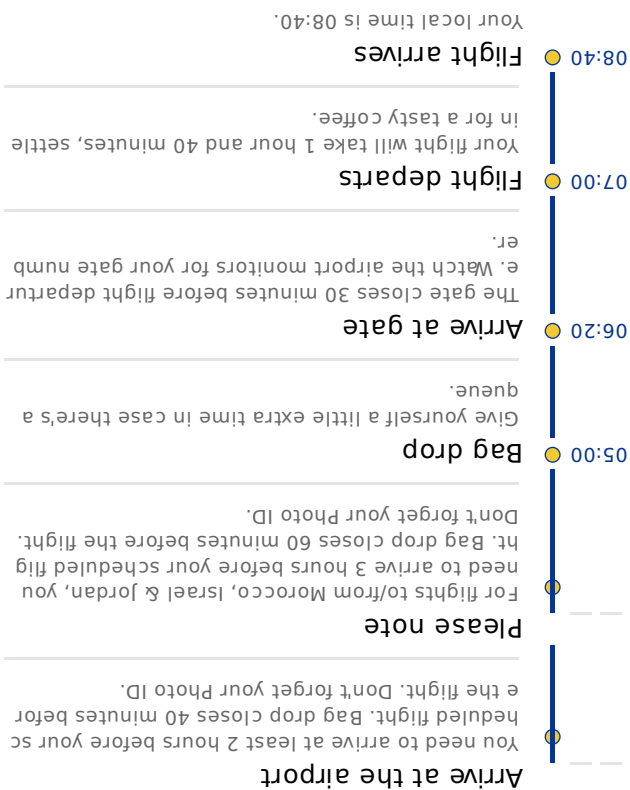 Arrive at the airport
You need to arrive at least 2 hours before your sc
heduled flight. Bag drop closes 40 minutes befor
e the flight. Don't forget your Photo ID.
Please note
For flights to/from Morocco, Israel & Jordan, you
need to arrive 3 hours before your scheduled flig
ht. Bag drop closes 60 minutes before the flight.
Don't forget your Photo ID.
05:00 Bag drop
Give yourself a little extra time in case there's a
queue.
06:20 Arrive at gate
The gate closes 30 minutes before flight departur
e. Watch the airport monitors for your gate numb
er.
07:00 Flight departs
Your flight will take 1 hour and 40 minutes, settle
in for a tasty coffee.
08:40 Flight arrives
Your local time is 08:40.